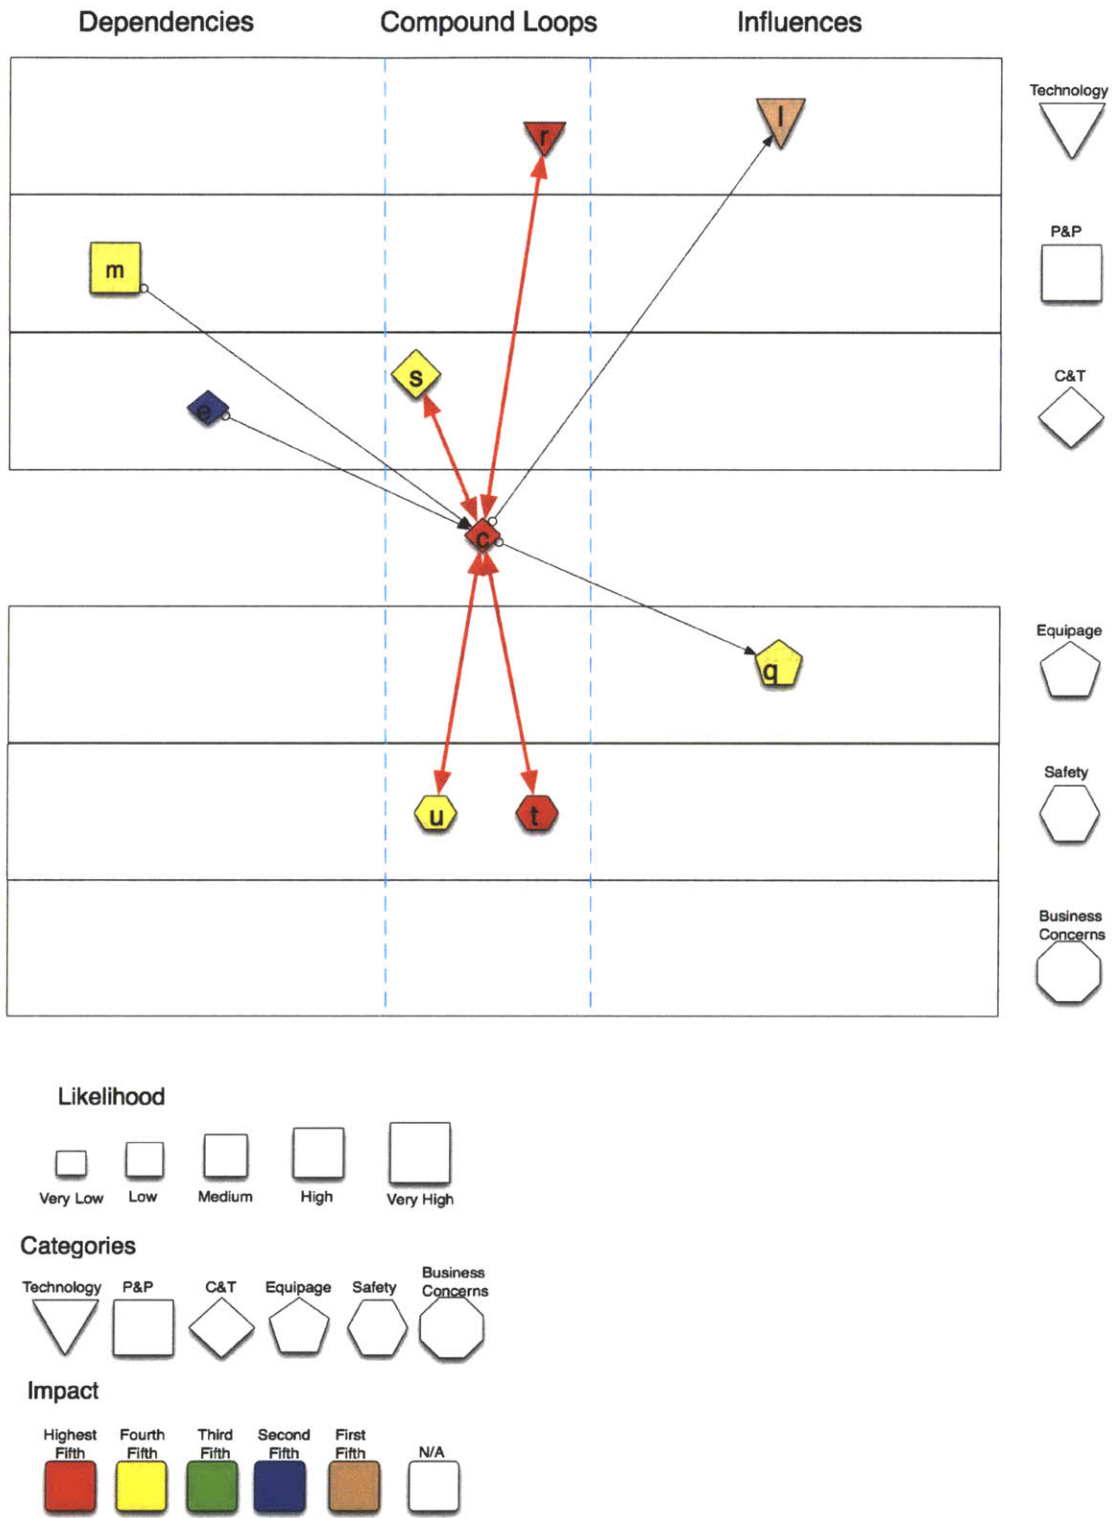 Dependencies Compound Loops Influences
Technology
r
l
P&P
m
C&T
s
e
c
Equipage
q
Safety
u t
Business
Concerns
Likelihood
Very Low Low Medium High Very High
Categories
Technology P&P C&T Equipage Safety Business
Concerns
Impact
Highest Fourth Third Second First
Fifth Fifth Fifth Fifth Fifth N/A